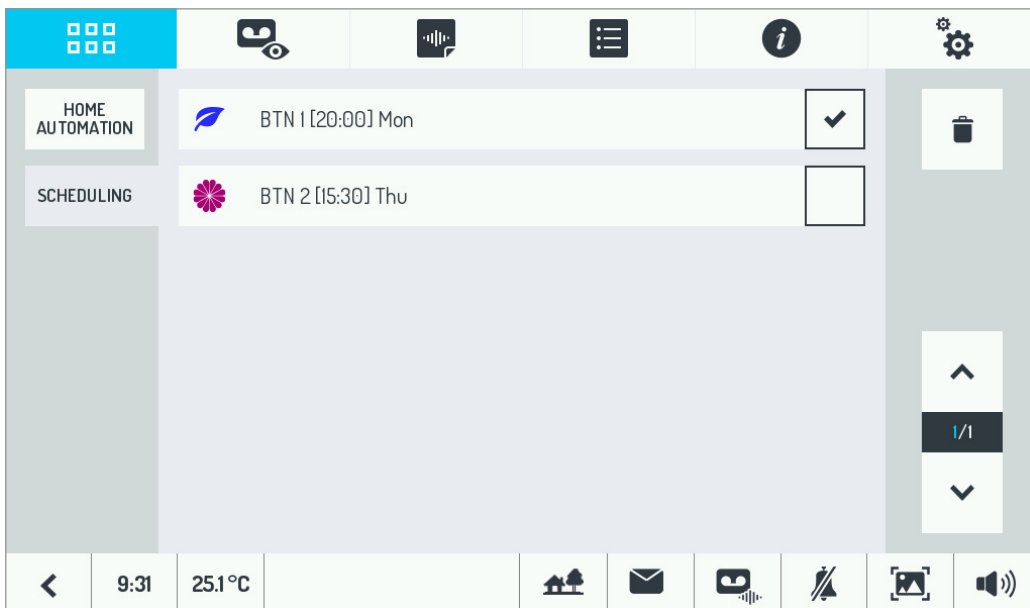 HOME
AUTOMATION
BTN 1 [20:00] Mon
SCHEDULING
BTN 2 [15:30] Thu
1/1
9:31
25.1 °C